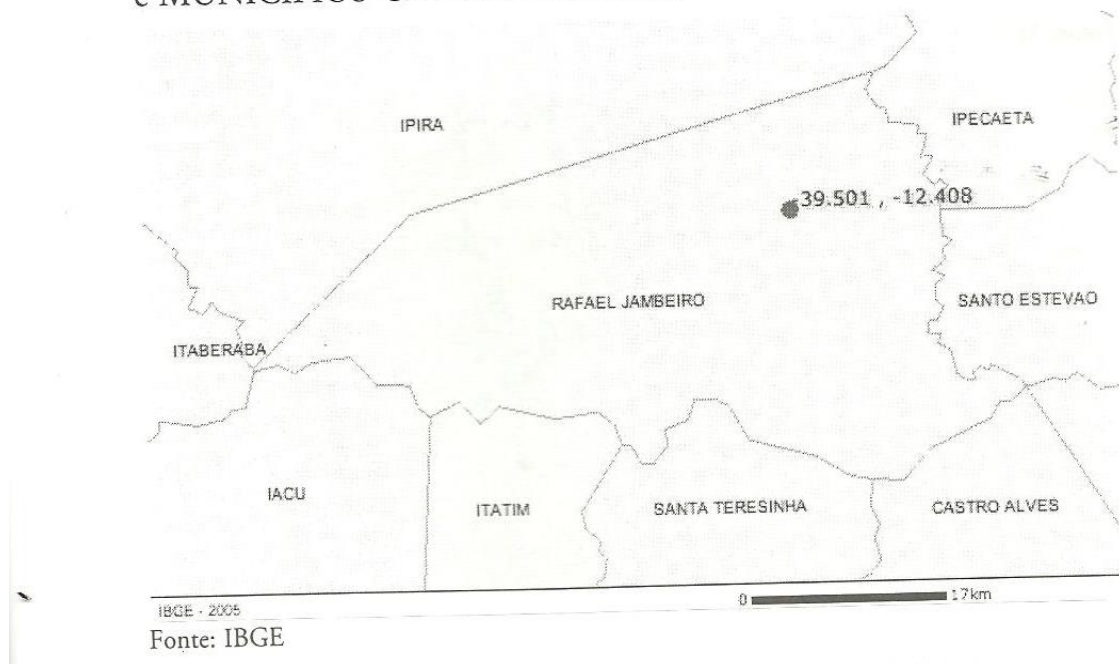 IPIRA
IPECAETA
-39.501 , -12.408
RAFAEL JAMBEIRO
SANTO ESTEVAO
ITABERABA
IACU
ITATIM
SANTA TERESINHA
CASTRO ALVES
0 17km
IBGE - 2005
Fonte: IBGE